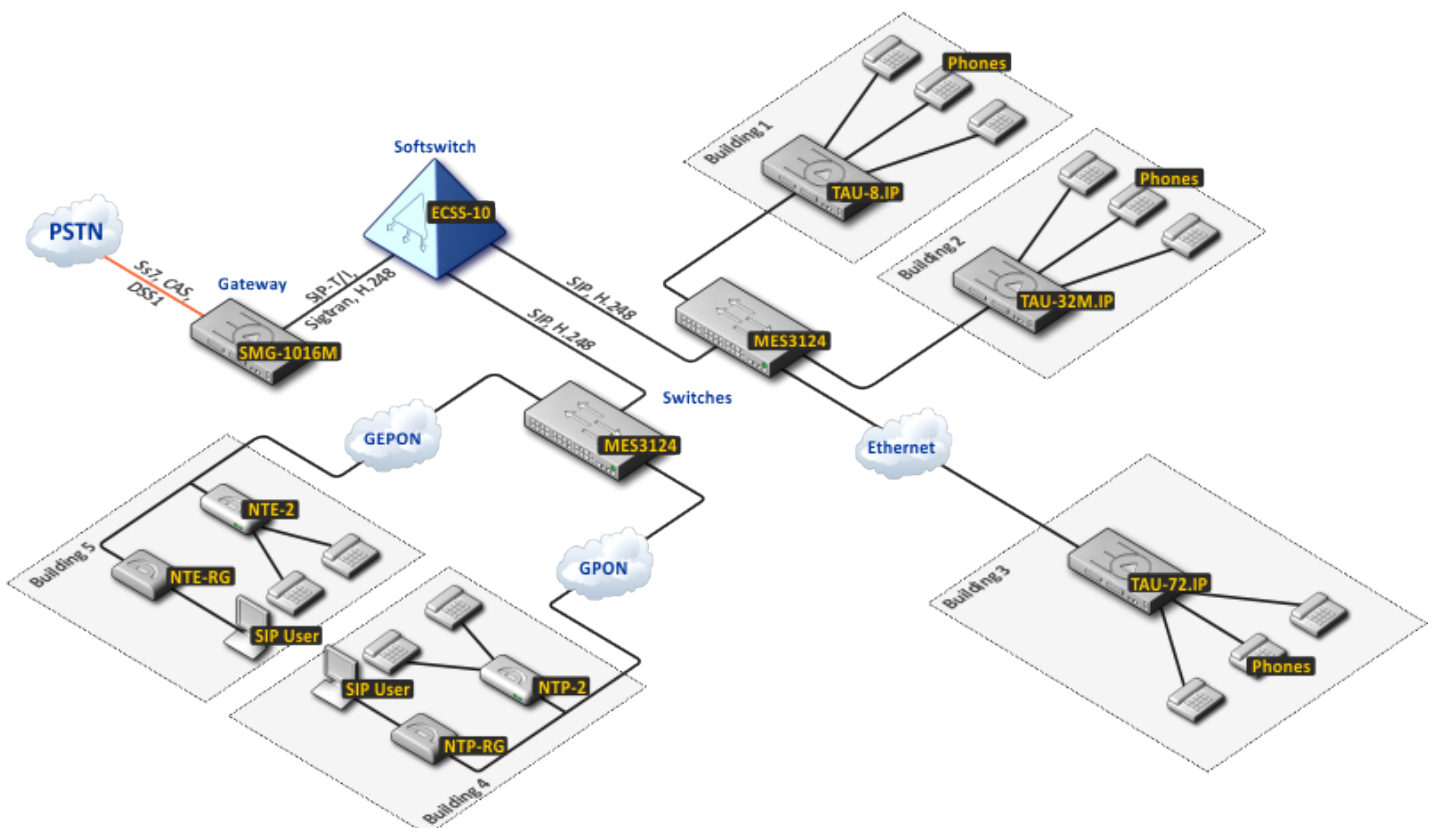 Phones
Building 1
TAU-8.IP
Softswitch
ECSS-10
Phones
Building 2
TAU-32M.IP
PSTN
Ss7, CAS,
DSS1
Gateway
SMG-1016M
SIP-T/I,
Sigtran, H.248
SIP, H.248
SIP, H.248
MES3124
Switches
MES3124
GEPON
Ethernet
NTE-2
Building 5
NTE-RG
SIP User
GPON
Building 3
TAU-72.IP
Phones
SIP User
NTP-2
NTP-RG
Building 4